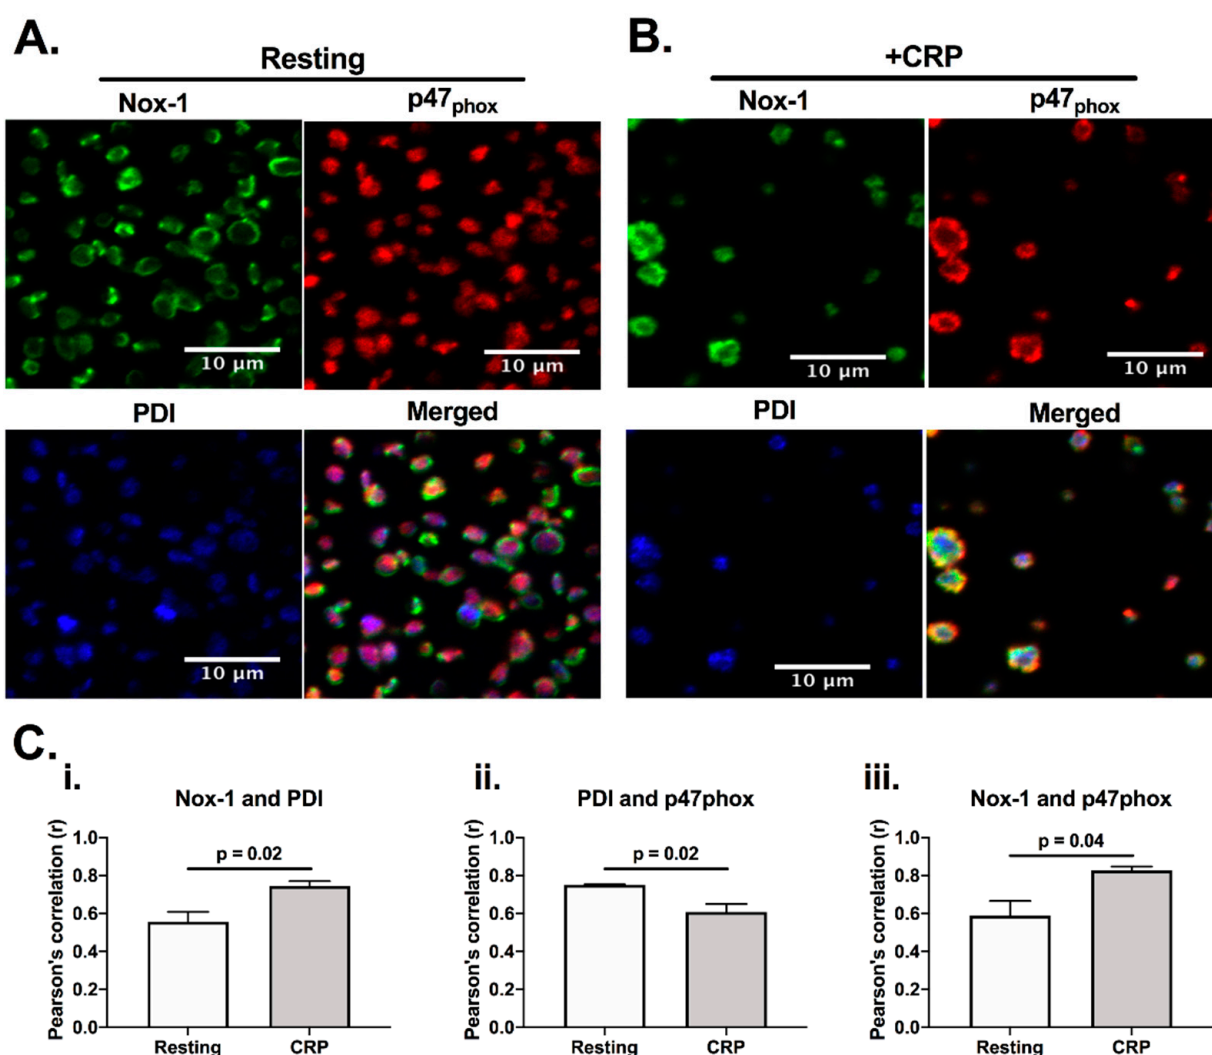 A.
Resting
Nox-1 p47phox
10 µm 10 µm
PDI Merged
10 µm
B.
+CRP
Nox-1 p47phox
10 µm 10 µm
PDI Merged
10 µm
C.
i.
Nox-1 and PDI
Pearson's correlation (r)
1.0
0.8
0.6
0.4
0.2
0.0
p = 0.02
Resting CRP
ii.
PDI and p47phox
Pearson's correlation (r)
1.0
0.8
0.6
0.4
0.2
0.0
p = 0.02
Resting CRP
iii.
Nox-1 and p47phox
Pearson's correlation (r)
1.0
0.8
0.6
0.4
0.2
0.0
p = 0.04
Resting CRP